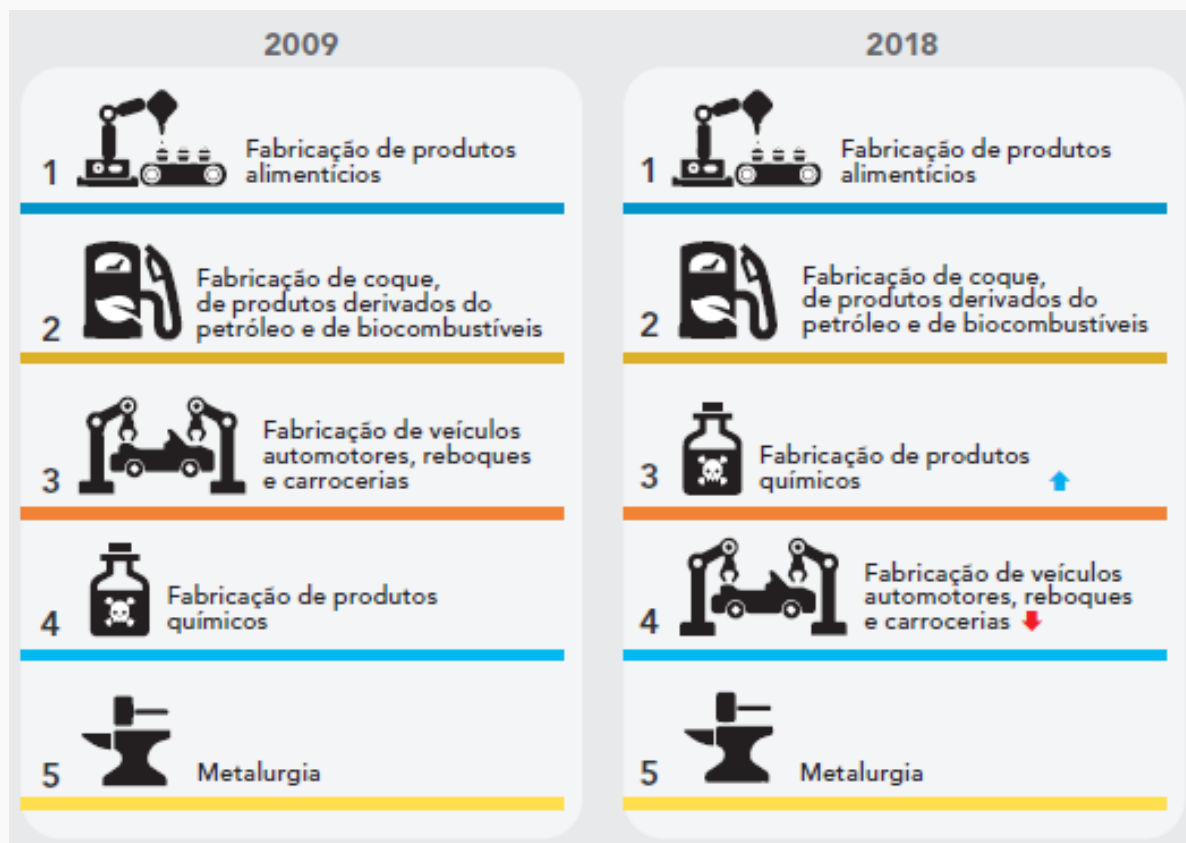 2009
1
Fabricação de produtos
alimentícios
2
Fabricação de coque,
de produtos derivados do
petróleo e de biocombustíveis
3
Fabricação de veículos
automotores, reboques
e carrocerias
4
Fabricação de produtos
químicos
5
Metalurgia
2018
1
Fabricação de produtos
alimentícios
2
Fabricação de coque,
de produtos derivados do
petróleo e de biocombustíveis
3
Fabricação de produtos
químicos
4
Fabricação de veículos
automotores, reboques
e carrocerias
5
Metalurgia